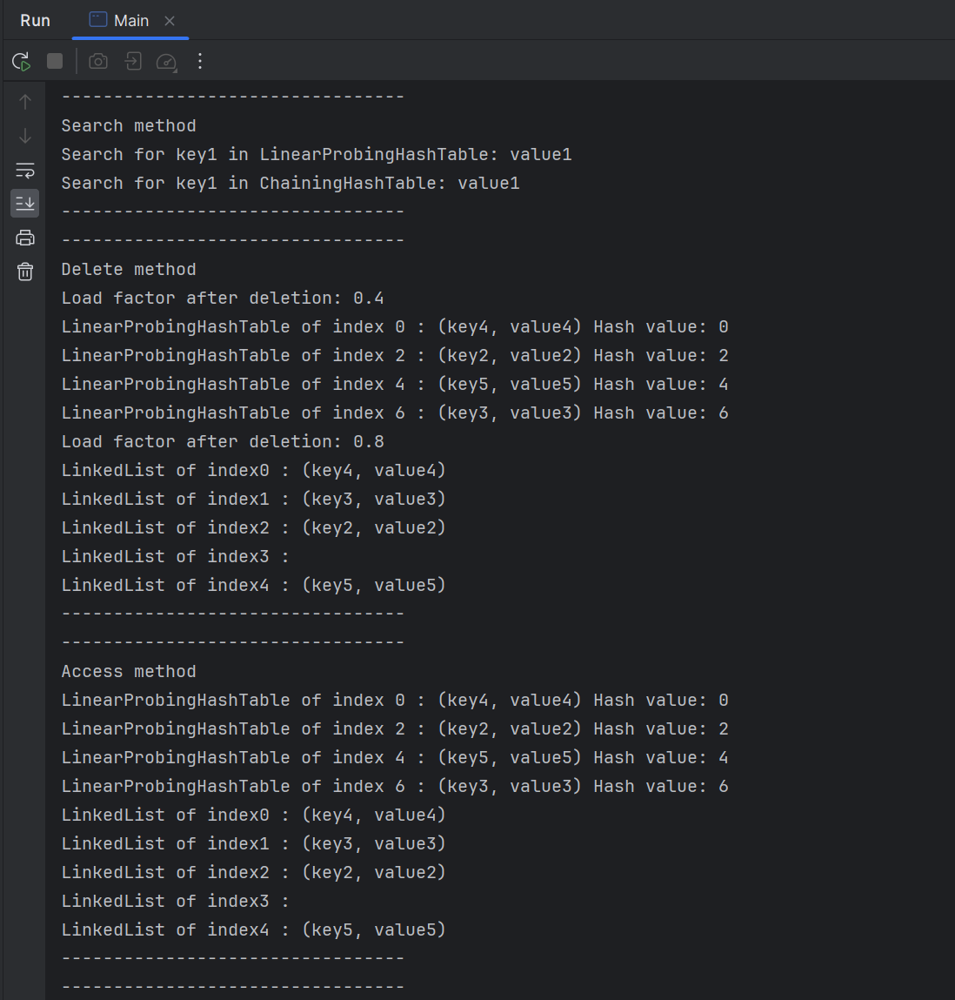 Run Main
---------------------------------
Search method
Search for key1 in LinearProbingHashTable: value1
Search for key1 in ChainingHashTable: value1
---------------------------------
---------------------------------
Delete method
Load factor after deletion: 0.4
LinearProbingHashTable of index 0 : (key4, value4) Hash value: 0
LinearProbingHashTable of index 2 : (key2, value2) Hash value: 2
LinearProbingHashTable of index 4 : (key5, value5) Hash value: 4
LinearProbingHashTable of index 6 : (key3, value3) Hash value: 6
Load factor after deletion: 0.8
LinkedList of index0 : (key4, value4)
LinkedList of index1 : (key3, value3)
LinkedList of index2 : (key2, value2)
LinkedList of index3 :
LinkedList of index4 : (key5, value5)
---------------------------------
---------------------------------
Access method
LinearProbingHashTable of index 0 : (key4, value4) Hash value: 0
LinearProbingHashTable of index 2 : (key2, value2) Hash value: 2
LinearProbingHashTable of index 4 : (key5, value5) Hash value: 4
LinearProbingHashTable of index 6 : (key3, value3) Hash value: 6
LinkedList of index0 : (key4, value4)
LinkedList of index1 : (key3, value3)
LinkedList of index2 : (key2, value2)
LinkedList of index3 :
LinkedList of index4 : (key5, value5)
---------------------------------
---------------------------------